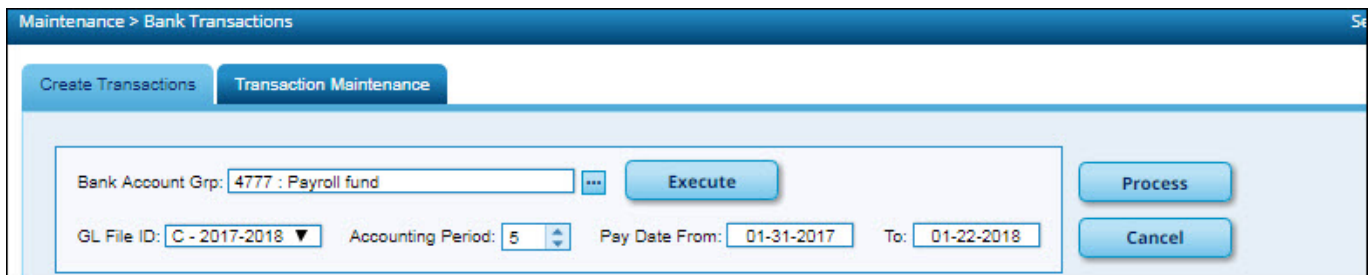 Maintenance > Bank Transactions Se
Create Transactions Transaction Maintenance
Bank Account Grp: 4777 : Payroll fund ... Execute Process
GL File ID: C - 2017-2018 ▼ Accounting Period: 5 Pay Date From: 01-31-2017 To: 01-22-2018 Cancel